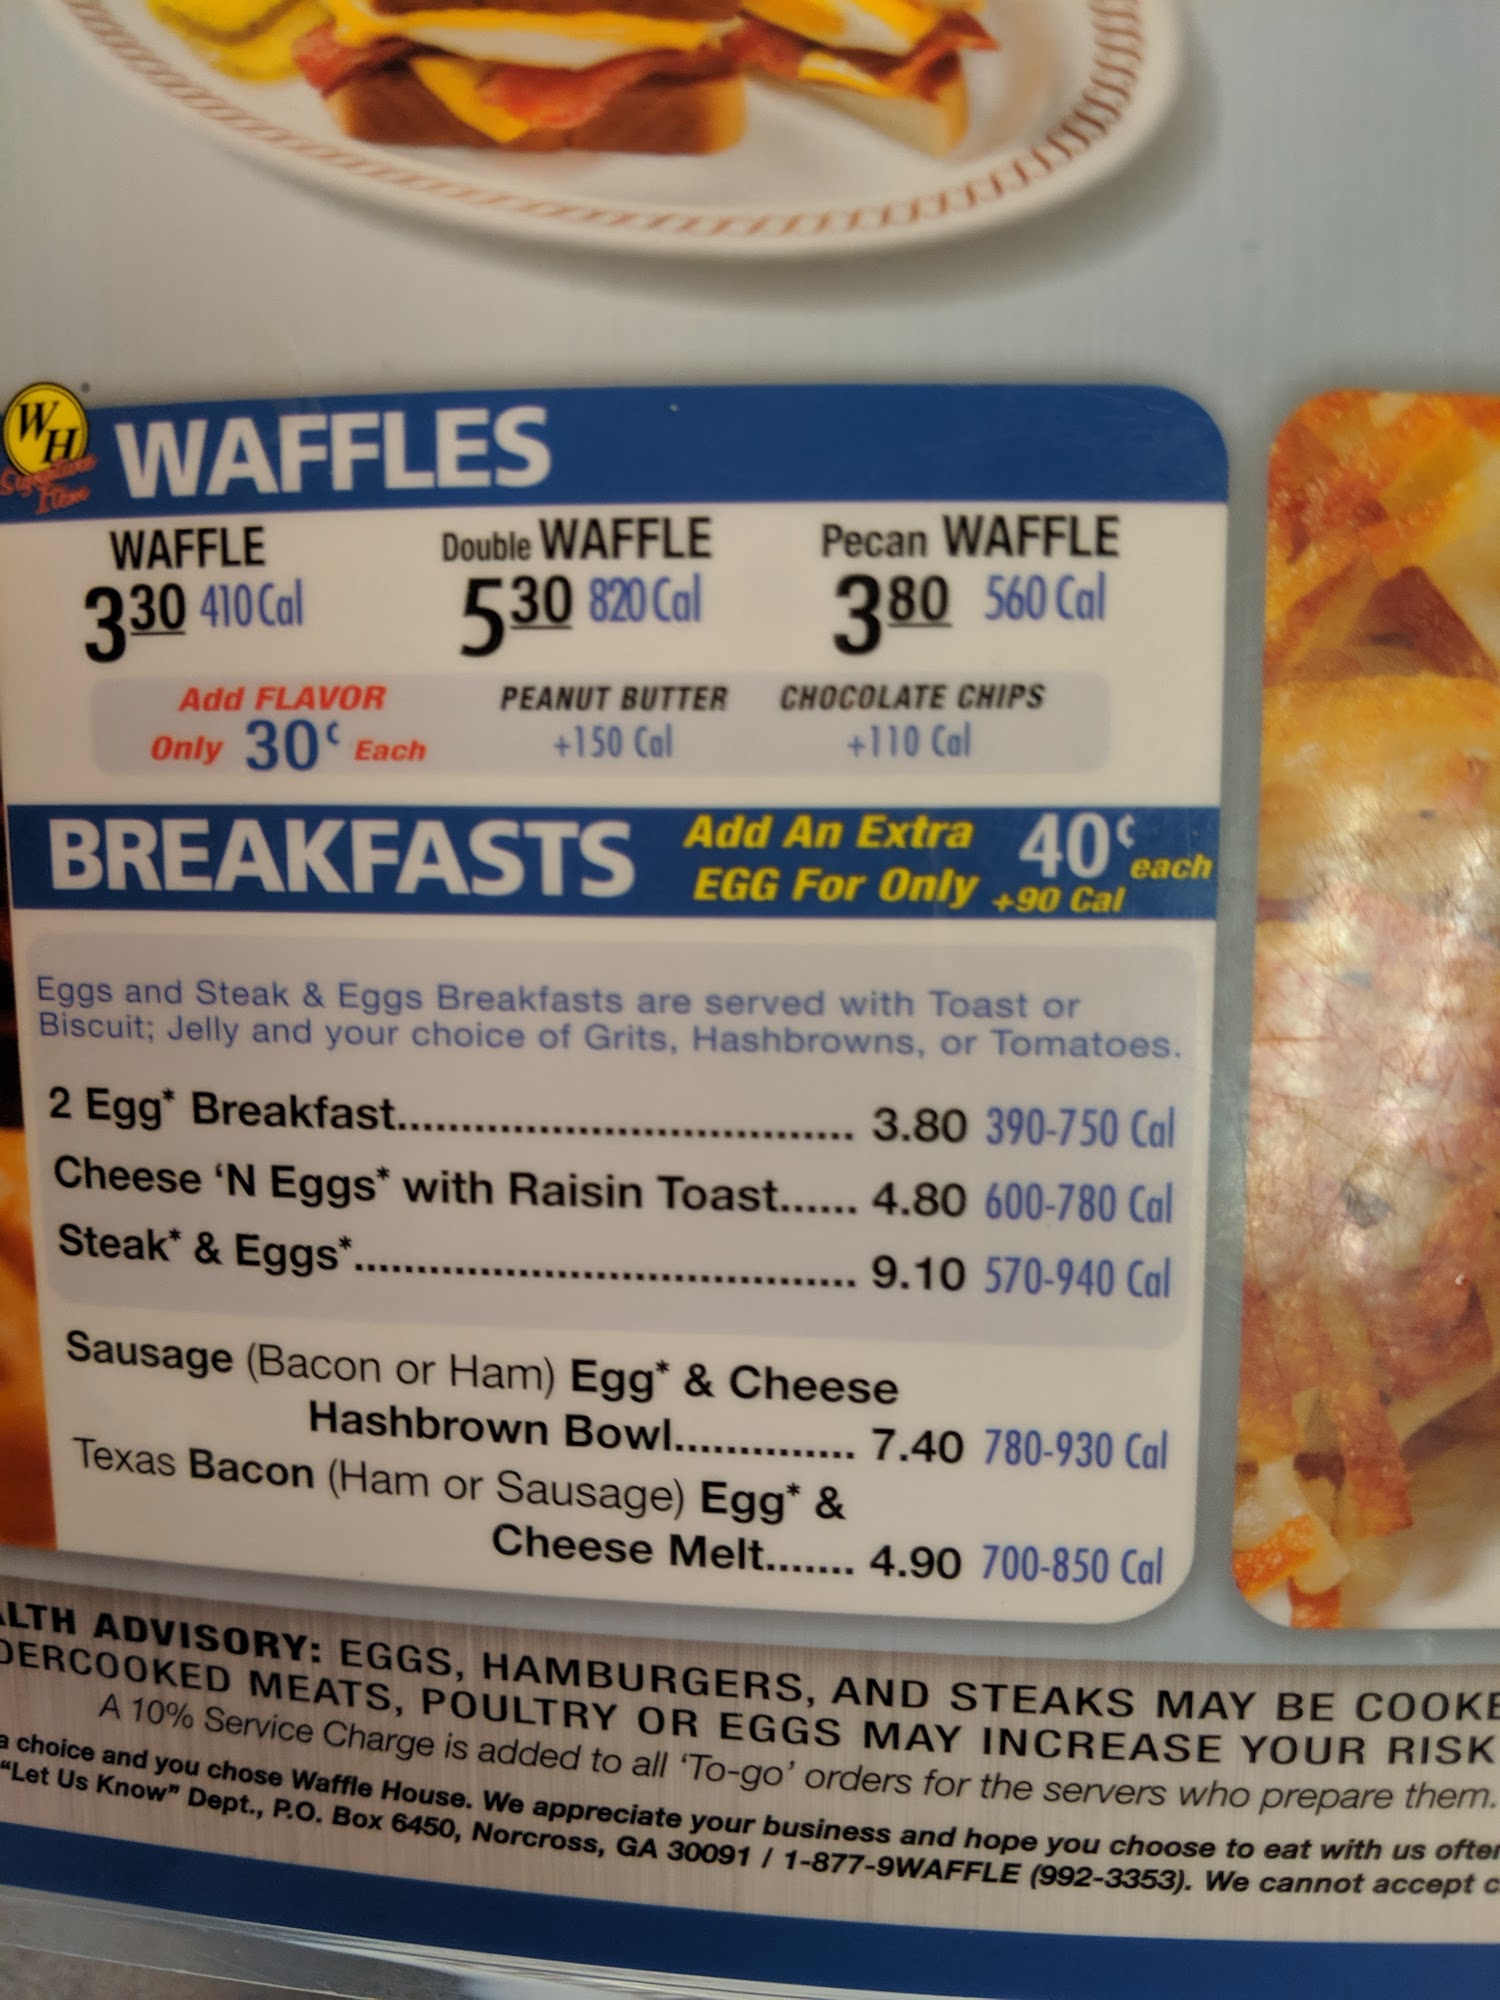 WH
Signature
Item
WAFFLES
WAFFLE Double WAFFLE Pecan WAFFLE
3.30 410 Cal 5.30 820 Cal 3.80 560 Cal
Add FLAVOR PEANUT BUTTER CHOCOLATE CHIPS
Only 30¢ Each +150 Cal +110 Cal
BREAKFASTS Add An Extra EGG For Only 40¢ each +90 Cal
Eggs and Steak & Eggs Breakfasts are served with Toast or
Biscuit; Jelly and your choice of Grits, Hashbrowns, or Tomatoes.
2 Egg* Breakfast.................................... 3.80 390-750 Cal
Cheese ‘N Eggs* with Raisin Toast...... 4.80 600-780 Cal
Steak* & Eggs*........................................ 9.10 570-940 Cal
Sausage (Bacon or Ham) Egg* & Cheese
Hashbrown Bowl.............. 7.40 780-930 Cal
Texas Bacon (Ham or Sausage) Egg* &
Cheese Melt....... 4.90 700-850 Cal
ALTH ADVISORY: EGGS, HAMBURGERS, AND STEAKS MAY BE COOKE
DERCOOKED MEATS, POULTRY OR EGGS MAY INCREASE YOUR RISK
A 10% Service Charge is added to all ‘To-go’ orders for the servers who prepare them.
a choice and you chose Waffle House. We appreciate your business and hope you choose to eat with us often
"Let Us Know" Dept., P.O. Box 6450, Norcross, GA 30091 / 1-877-9WAFFLE (992-3353). We cannot accept c